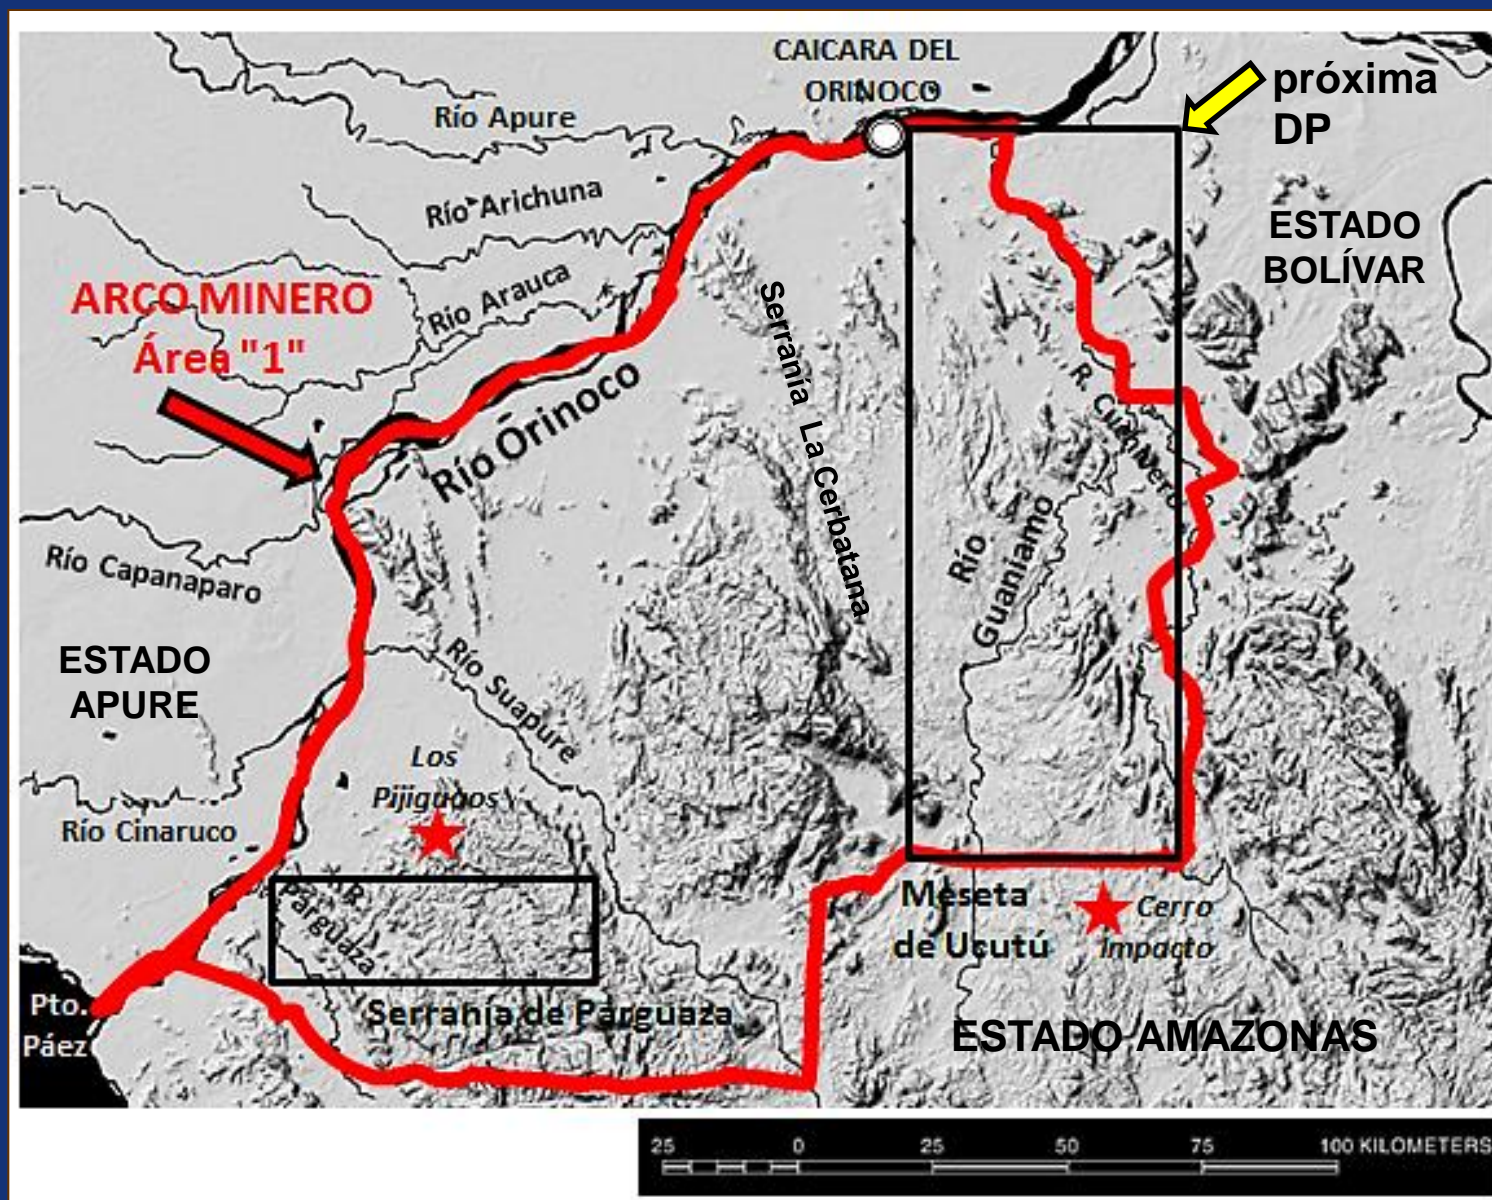 CAICARA DEL
ORINOCO
próxima
DP
Río Apure
Río Arichuna
ESTADO
BOLÍVAR
ARCO MINERO
Área "1"
Río Arauca
Serranía La Cerbatana
Río Orinoco
R. Cuchivero
Río
Guaniamo
Río Capanaparo
ESTADO
APURE
Río Suapure
Los
Pijiguaos
Río Cinaruco
R.
Parguaza
Meseta
de Ucutú
Cerro
Impacto
Pto.
Páez
Serranía de Parguaza
ESTADO AMAZONAS
25 0 25 50 75 100 KILOMETERS